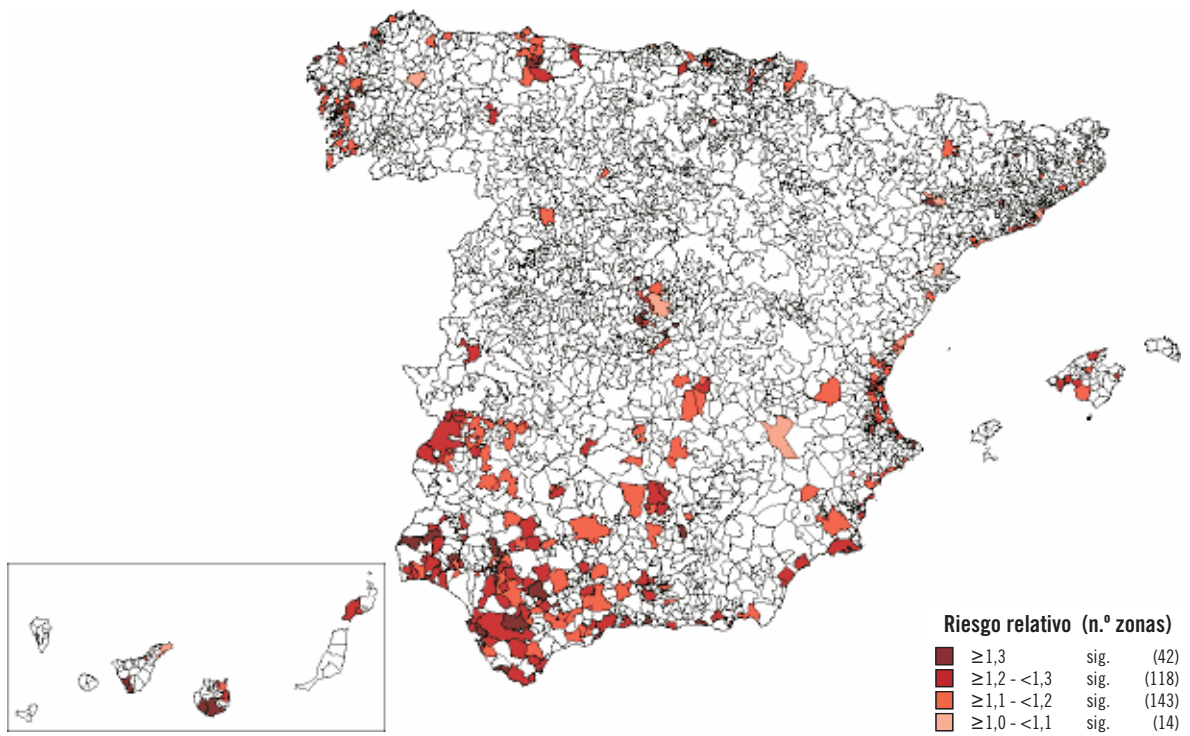 Riesgo relativo (n.º zonas)
≥1,3 sig. (42)
≥1,2 - <1,3 sig. (118)
≥1,1 - <1,2 sig. (143)
≥1,0 - <1,1 sig. (14)